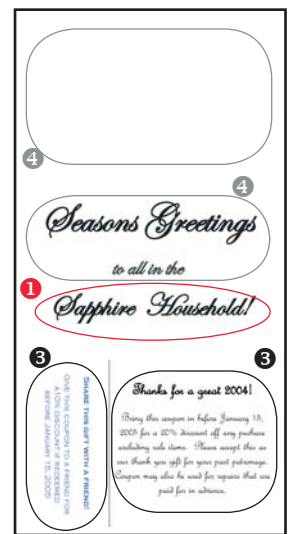 4
4
Seasons Greetings
to all in the
1
Sapphire Household!
3
3
SHARE THIS GIFT WITH A FRIEND!
GIVE THIS COUPON TO A FRIEND FOR
A 10% DISCOUNT IF REDEEMED
BEFORE JANUARY 15, 2005
Thanks for a great 2004!
Bring this coupon in before January 15,
2005 for a 20% discount off any purchase
excluding sale items. Please accept this as
our thank you gift for your past patronage.
Coupon may also be used for repairs that are
paid for in advance.